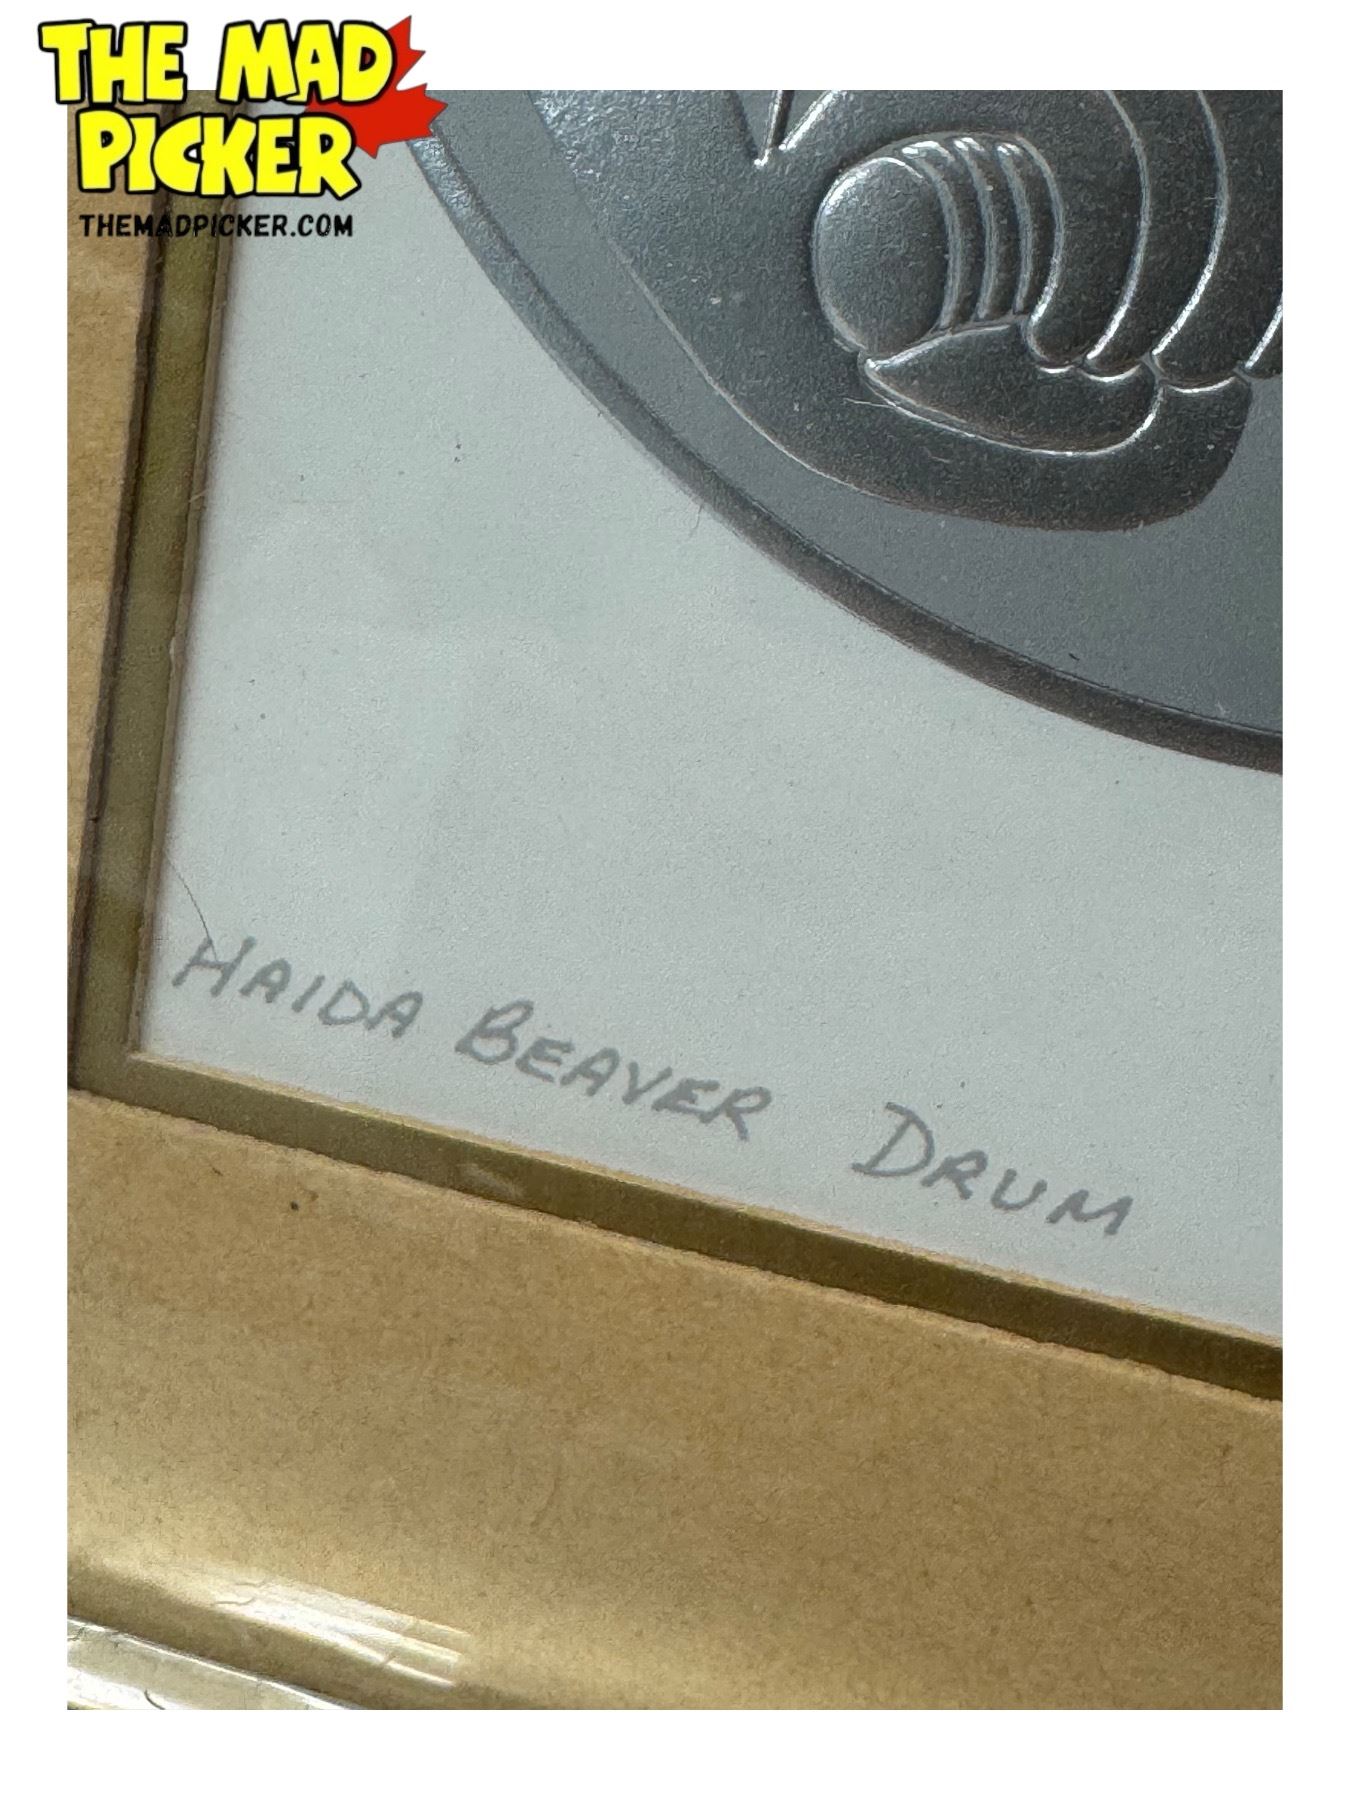 THE MAD
PICKER
THEMADPICKER.COM
HAIDA BEAVER DRUM